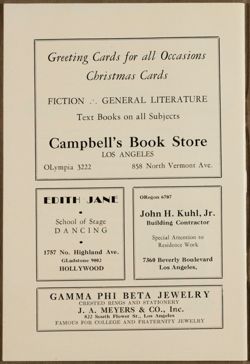 Greeting Cards for all Occasions
Christmas Cards
FICTION .·. GENERAL LITERATURE
Text Books on all Subjects
Campbell's Book Store
LOS ANGELES
OLympia 3222 858 North Vermont Ave.
EDITH JANE
•
School of Stage
DANCING
•
1757 No. Highland Ave.
GLadstone 9002
HOLLYWOOD
ORegon 6787
John H. Kuhl, Jr.
Building Contractor
Special Attention to
Residence Work
7360 Beverly Boulevard
Los Angeles,
GAMMA PHI BETA JEWELRY
CRESTED RINGS AND STATIONERY
J. A. MEYERS & CO., Inc.
822 South Flower St., Los Angeles
FAMOUS FOR COLLEGE AND FRATERNITY JEWELRY